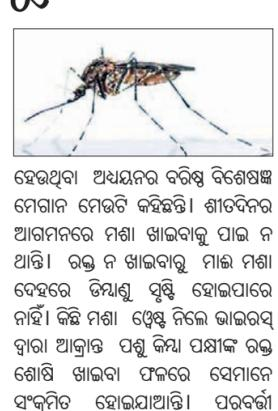 ହେଉଥିବା ଅଧ୍ୟୟନର ବରିଷ୍ଠ ବିଶେଷଜ୍ଞ
ମେଗାନ ମେଉଟି କହିଛନ୍ତି। ଶୀତଦିନର
ଆଗମନରେ ମଶା ଖାଇବାକୁ ପାଇ ନ
ଥାନ୍ତି। ରକ୍ତ ନ ଖାଇବାରୁ ମାଈ ମଶା
ଦେହରେ ଡିମ୍ବାଣୁ ସୃଷ୍ଟି ହୋଇପାରେ
ନାହିଁ। କିଛି ମଶା ୱେଷ୍ଟ ନିଲେ ଭାଇରସ୍
ଦ୍ୱାରା ଆକ୍ରାନ୍ତ ପଶୁ କିମ୍ବା ପକ୍ଷୀଙ୍କ ରକ୍ତ
ଶୋଷି ଖାଇବା ଫଳରେ ସେମାନେ
ସଂକ୍ରମିତ ହୋଇଯାଆନ୍ତି। ପରବର୍ତ୍ତୀ